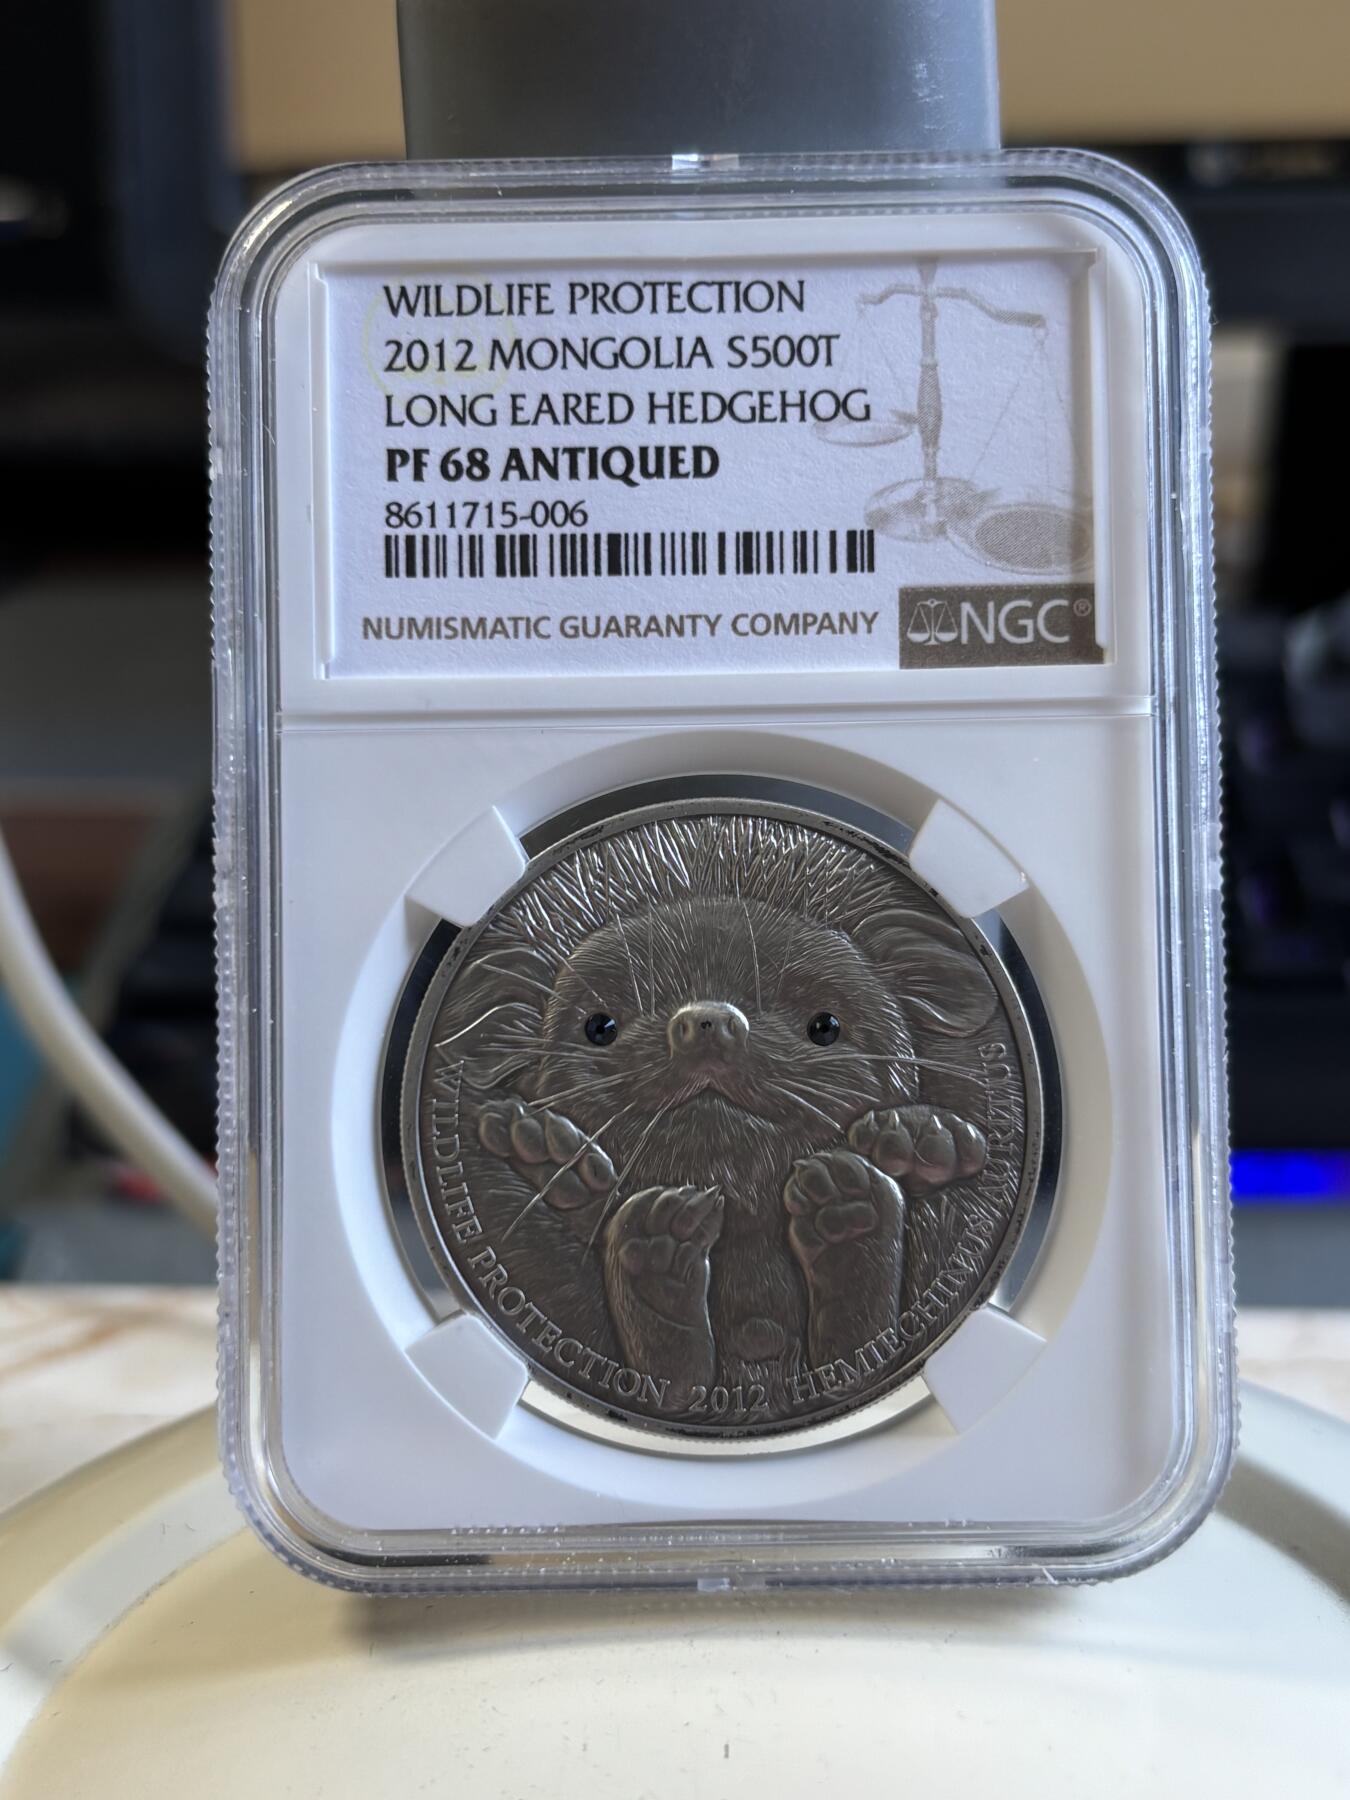 WILDLIFE PROTECTION
2012 MONGOLIA S500T
LONG EARED HEDGEHOG
PF 68 ANTIQUED
8611715-006
NUMISMATIC GUARANTY COMPANY
NGC®
WILDLIFE PROTECTION 2012 HEMIECHINUS AURITUS